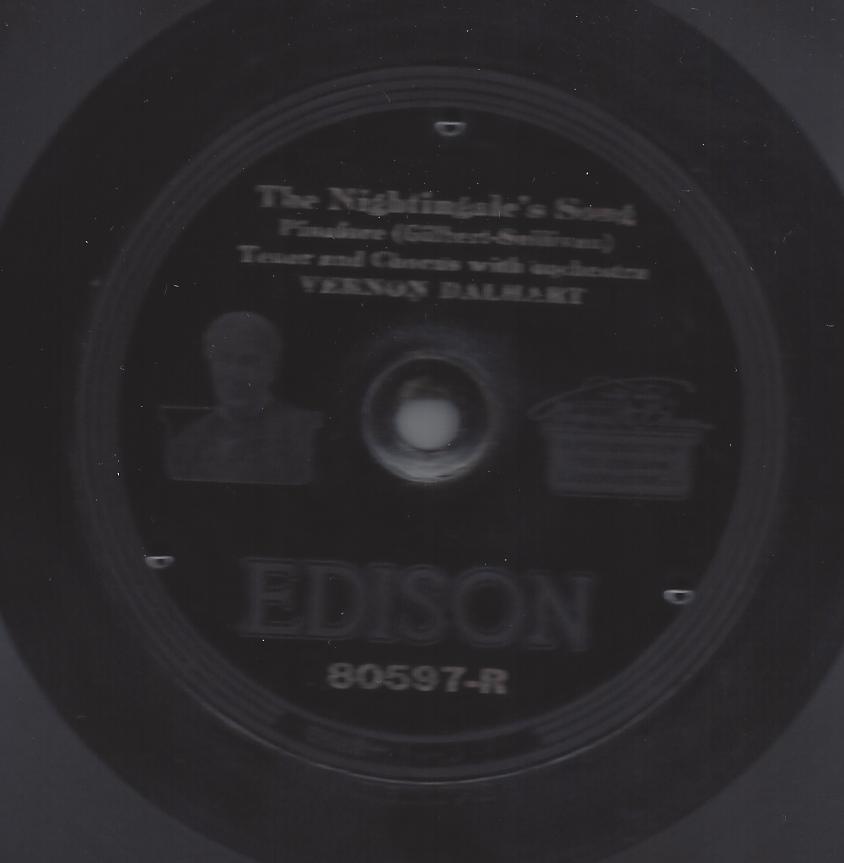 The Nightingale's Song
Pinafore (Gilbert-Sullivan)
Tenor and Chorus with orchestra
VERNON DALHART
EDISON
80597-R